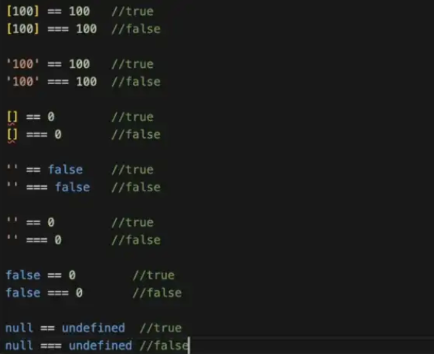 [100] == 100 //true
[100] === 100 //false
'100' == 100 //true
'100' === 100 //false
[] == 0 //true
[] === 0 //false
'' == false //true
'' === false //false
'' == 0 //true
'' === 0 //false
false == 0 //true
false === 0 //false
null == undefined //true
null === undefined //false